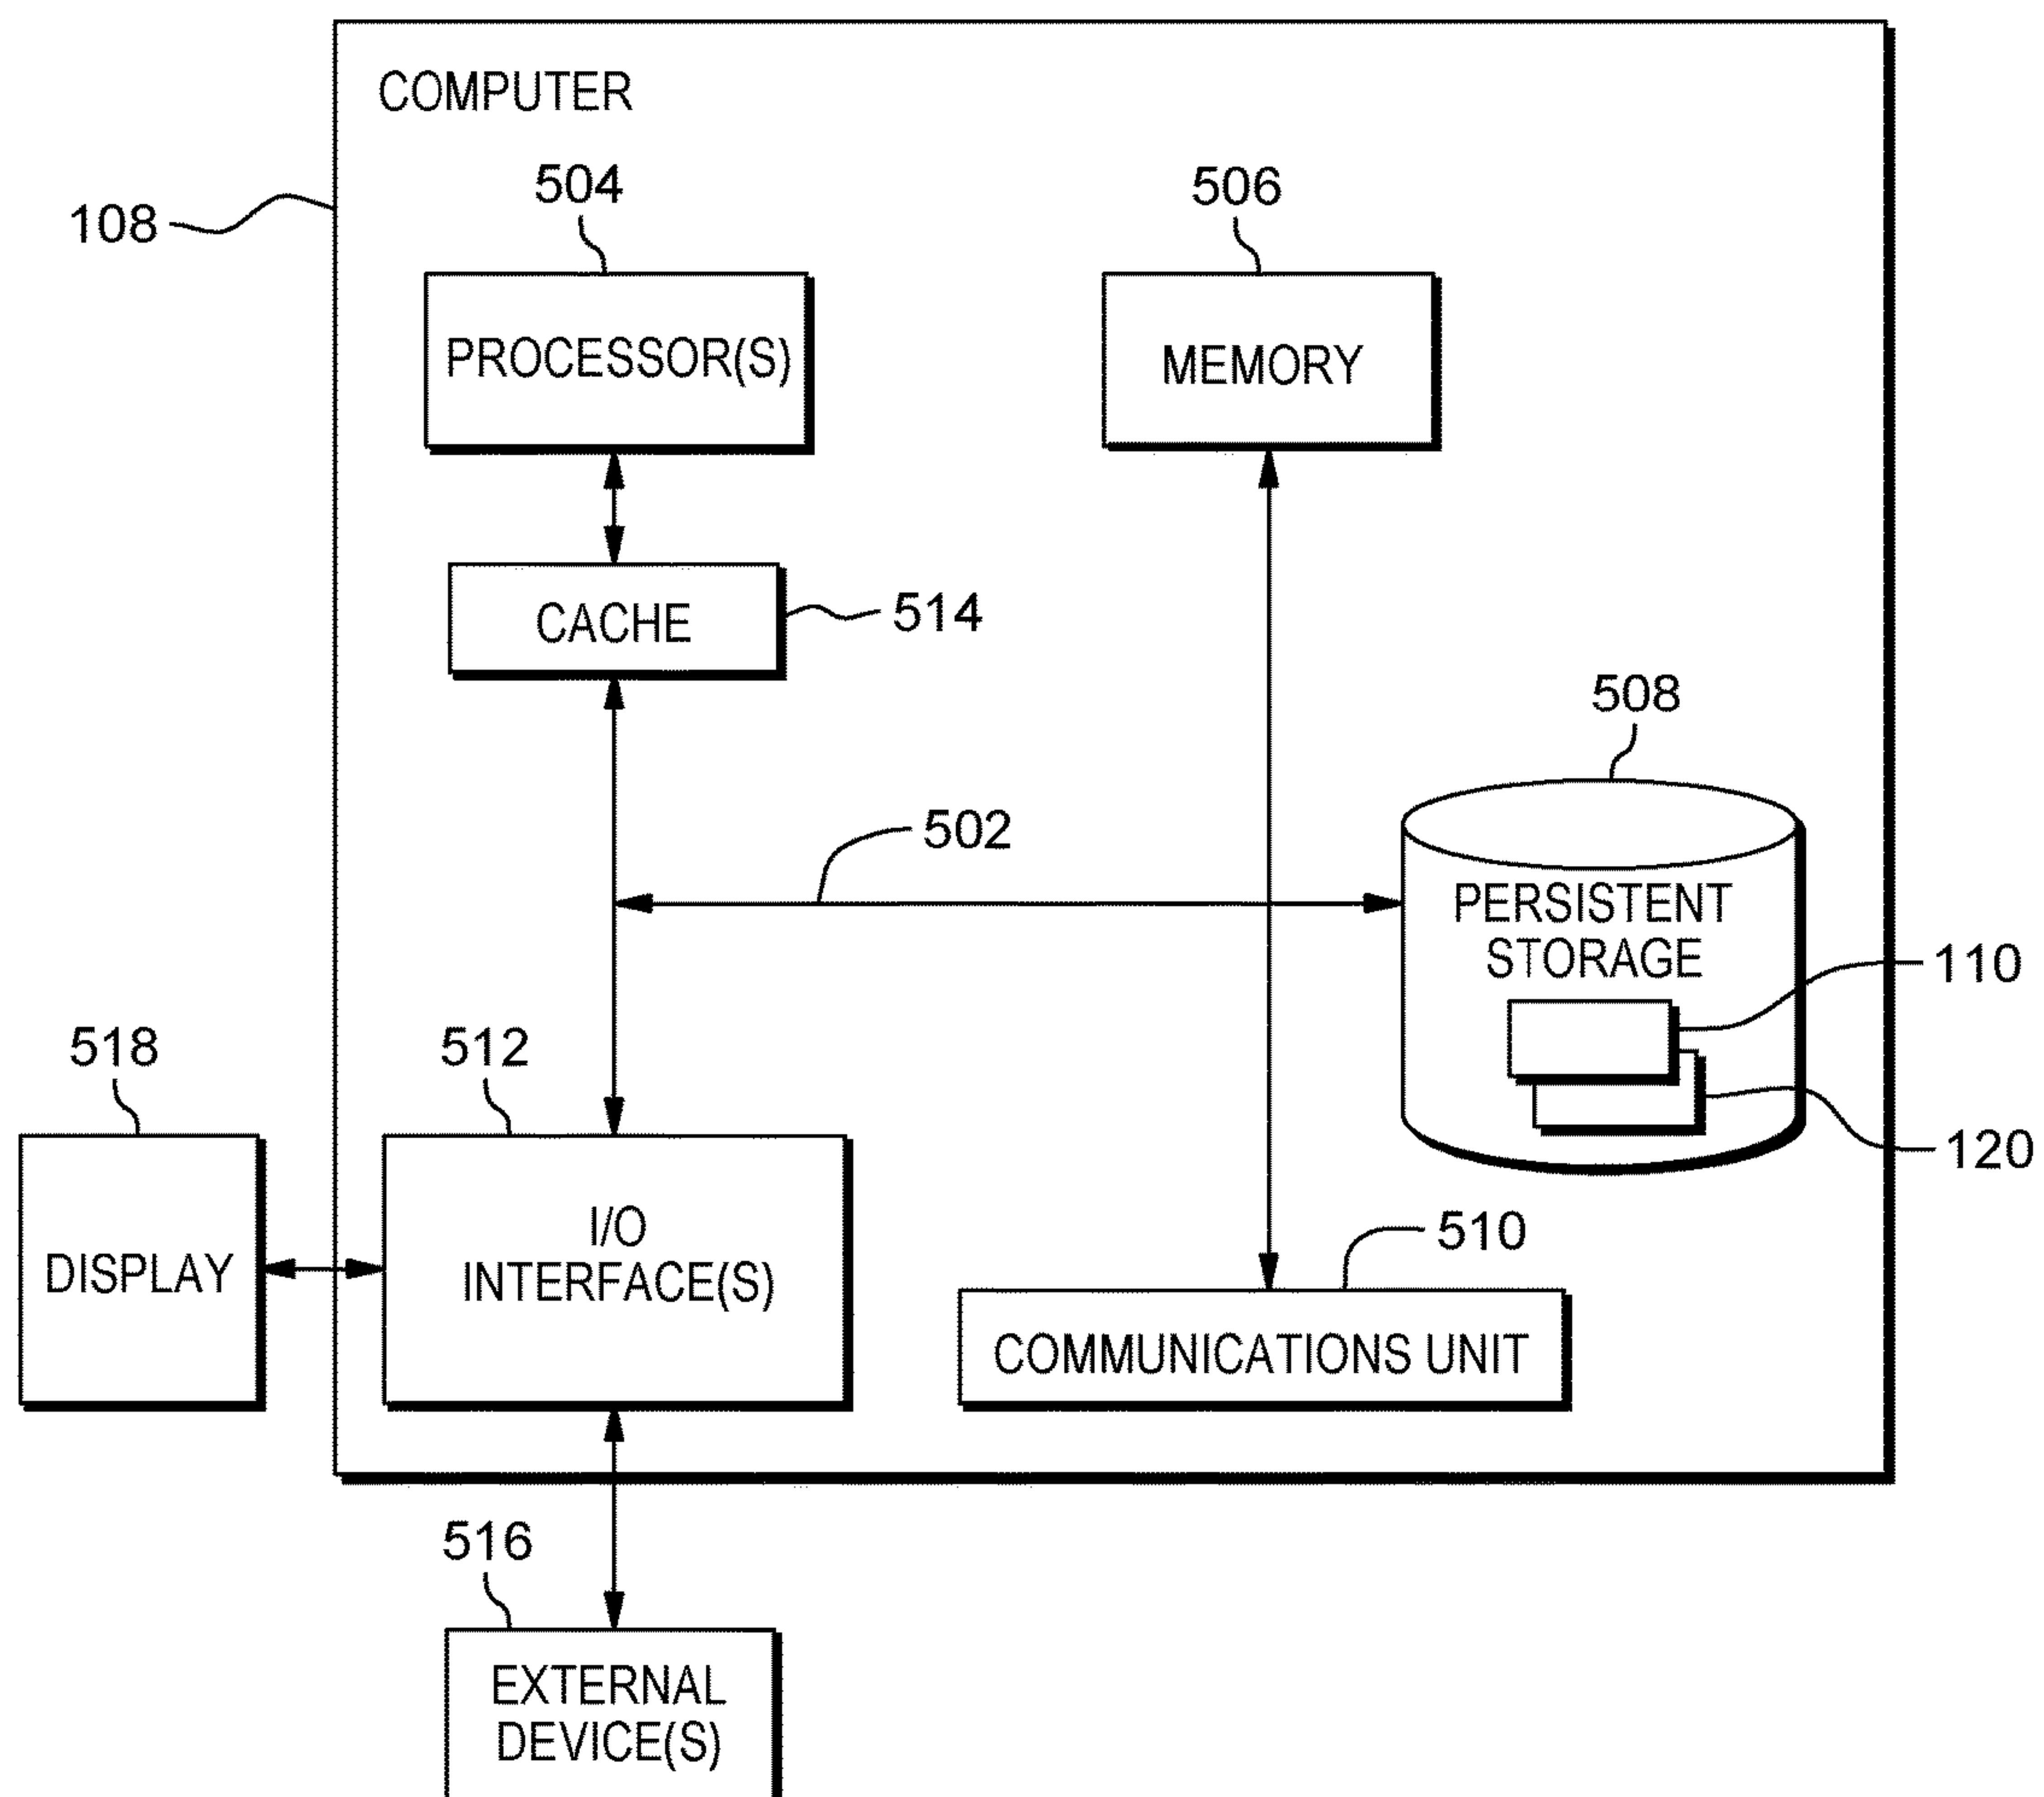 COMPUTER
504
506
108
PROCESSOR(S)
MEMORY
CACHE
514
508
502
PERSISTENT
STORAGE
110
518
512
120
I/O
INTERFACE(S)
510
DISPLAY
COMMUNICATIONS UNIT
516
EXTERNAL
DEVICE(S)